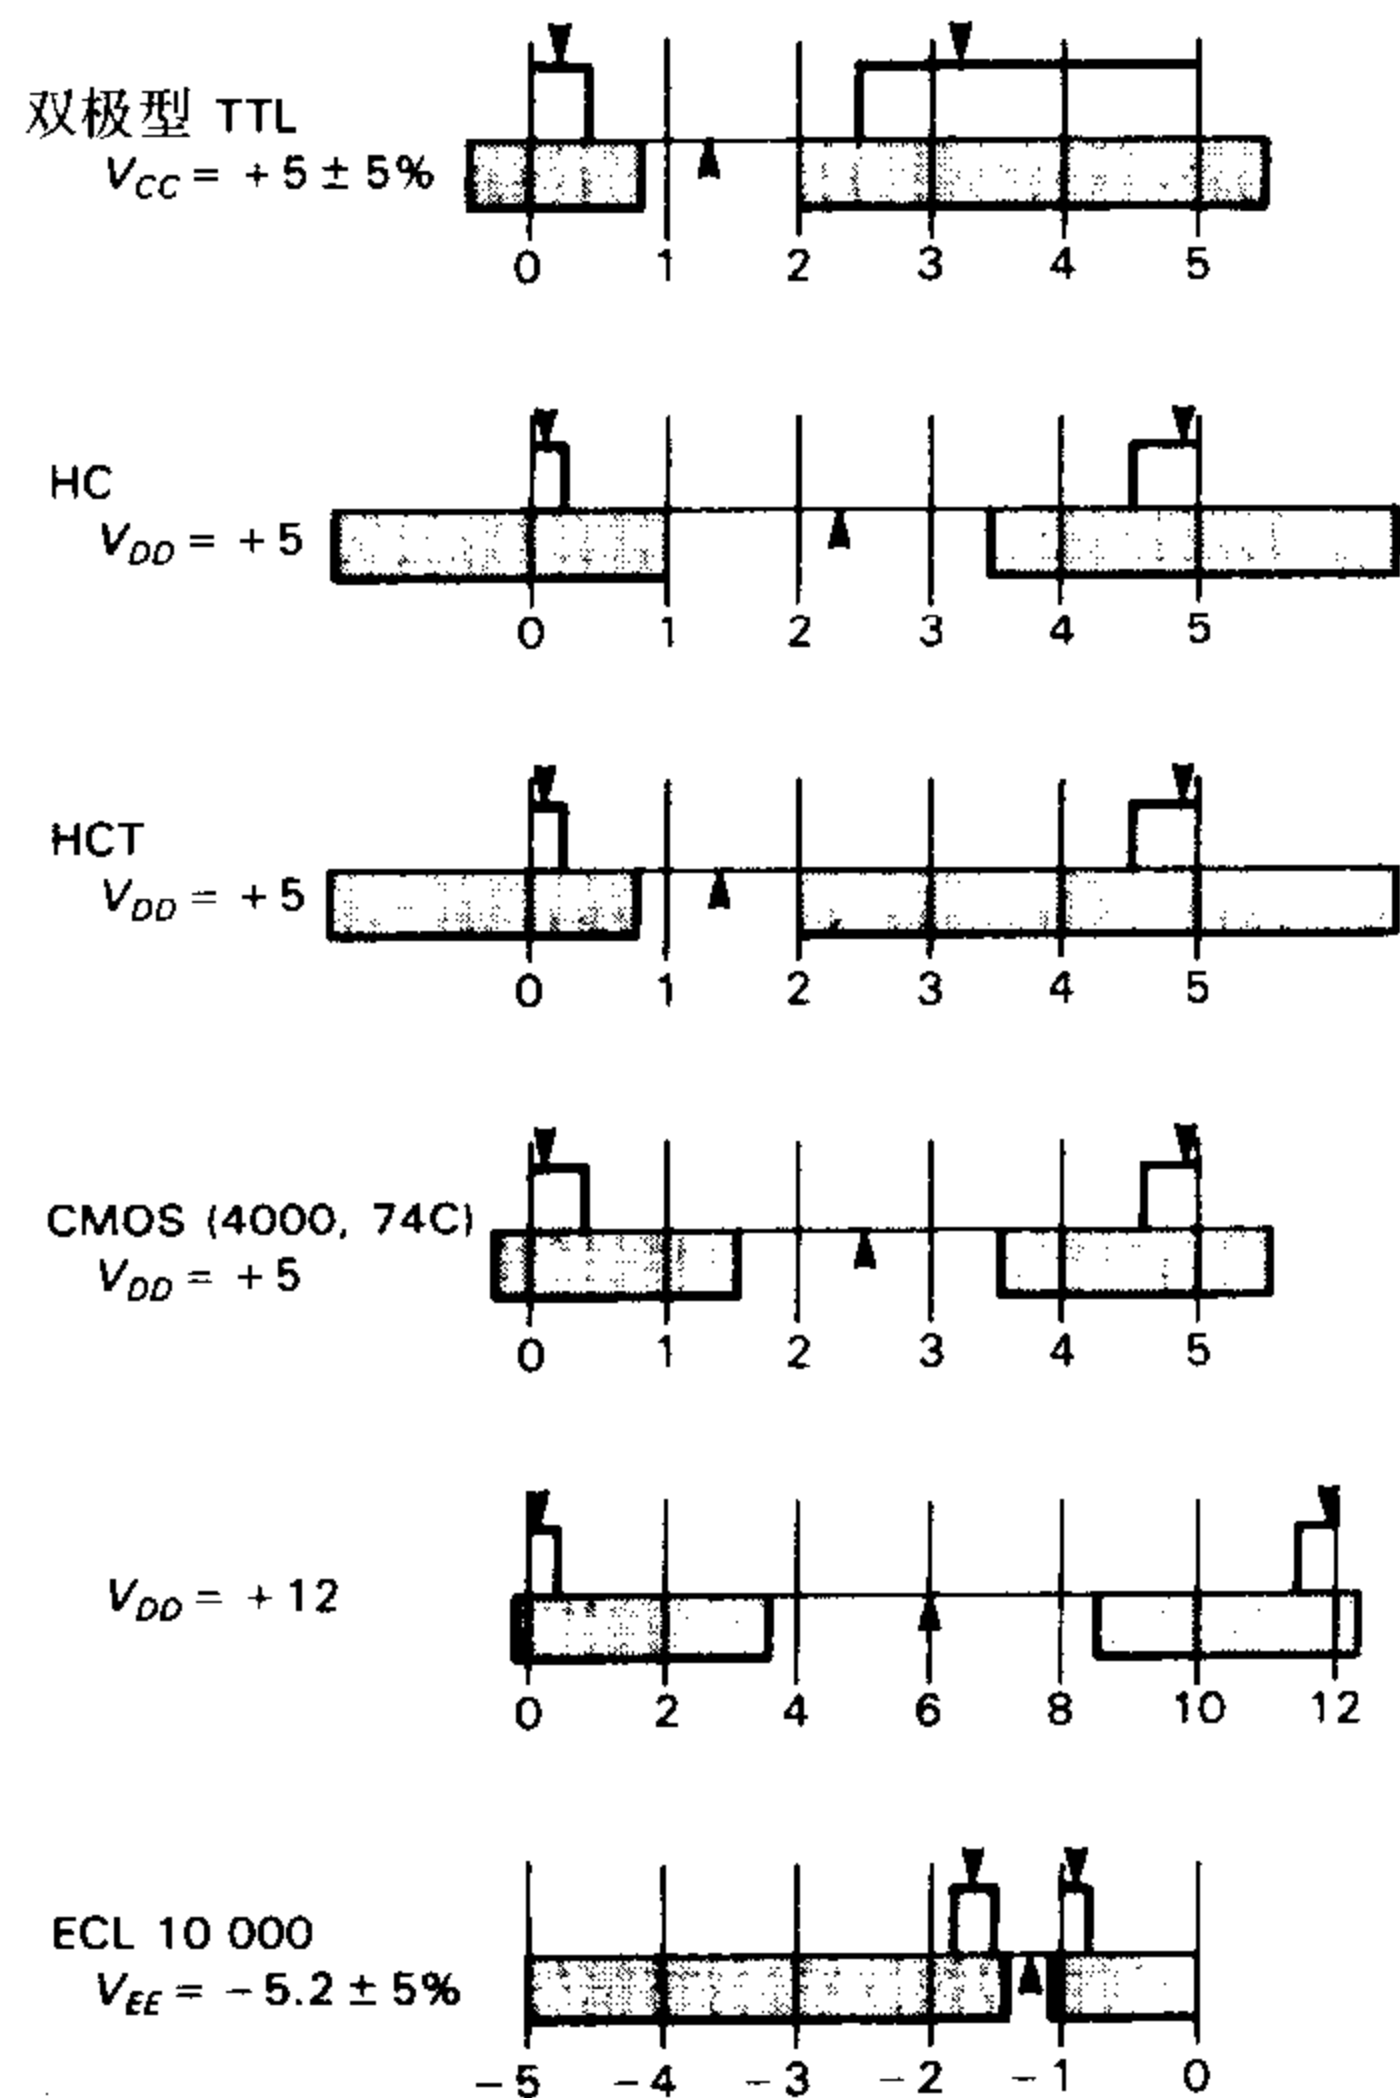 双极型 TTL
V_CC = + 5 ± 5%
0 1 2 3 4 5
HC
V_DD = + 5
0 1 2 3 4 5
HCT
V_DD = + 5
0 1 2 3 4 5
CMOS (4000, 74C)
V_DD = + 5
0 1 2 3 4 5
V_DD = + 12
0 2 4 6 8 10 12
ECL 10 000
V_EE = - 5.2 ± 5%
-5 -4 -3 -2 -1 0